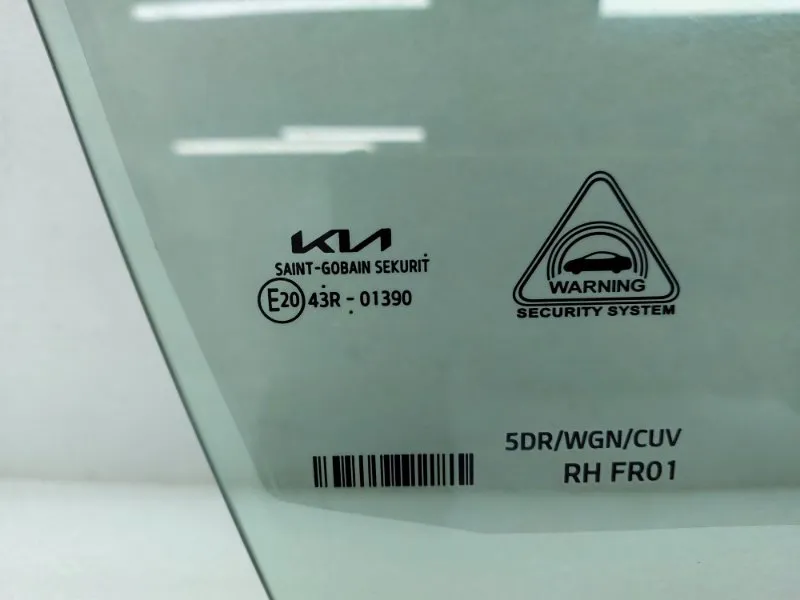 KIA
SAINT-GOBAIN SEKURIT
E20 43R - 01390
WARNING
SECURITY SYSTEM
5DR/WGN/CUV
RH FR01